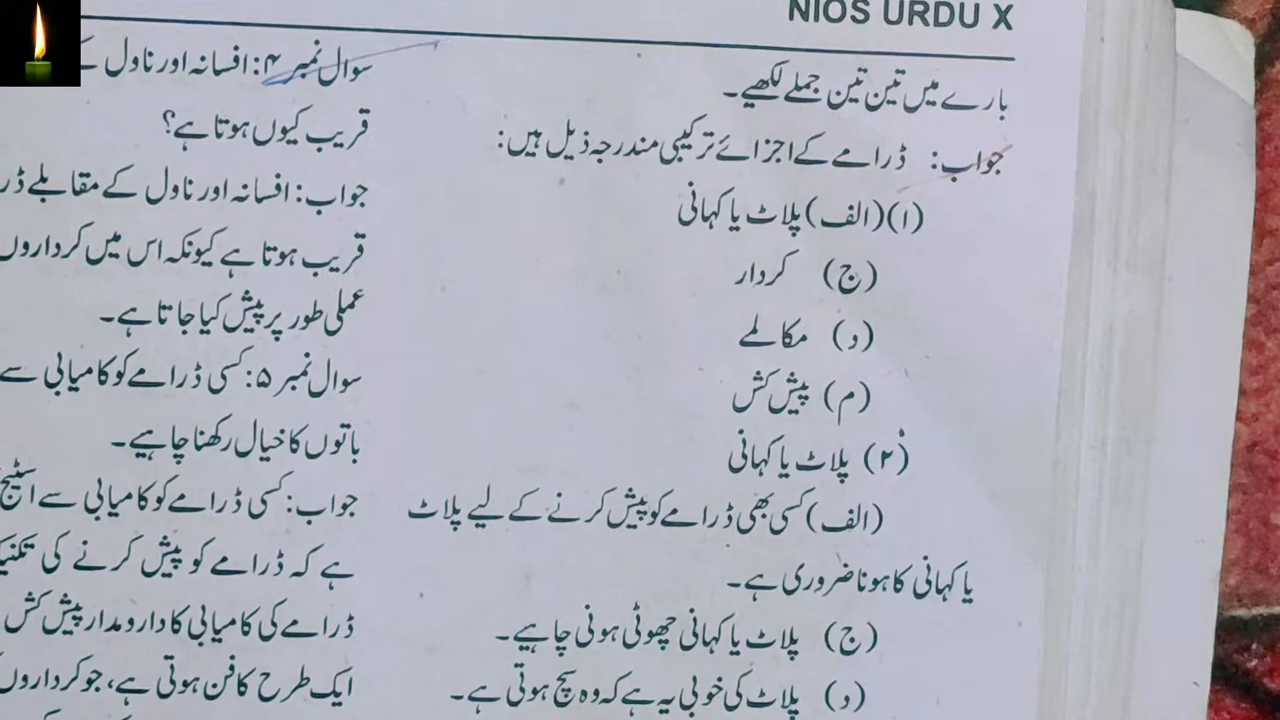 NIOS URDU X
بارے میں تین تین جملے لکھیے۔
جواب: ڈرامے کے اجزائے ترکیبی مندرجہ ذیل ہیں:
(۱)(الف) پلاٹ یا کہانی
(ج) کردار
(د) مکالمے
(م) پیش کش
(۲) پلاٹ یا کہانی
(الف) کسی بھی ڈرامے کو پیش کرنے کے لیے پلاٹ
یا کہانی کا ہونا ضروری ہے۔
(ج) پلاٹ یا کہانی چھوٹی ہونی چاہیے۔
(د) پلاٹ کی خوبی یہ ہے کہ وہ سچ ہوتی ہے۔
سوال نمبر ۴: افسانہ اور ناول کے
قریب کیوں ہوتا ہے؟
جواب: افسانہ اور ناول کے مقابلے
قریب ہوتا ہے کیونکہ اس میں کرداروں
عملی طور پر پیش کیا جاتا ہے۔
سوال نمبر ۵: کسی ڈرامے کو کامیابی سے
باتوں کا خیال رکھنا چاہیے۔
جواب: کسی ڈرامے کو کامیابی سے اسٹیج
ہے کہ ڈرامے کو پیش کرنے کی
ڈرامے کی کامیابی کا دارومدار پیش کش
ایک طرح کا فن ہوتی ہے، جو کرداروں